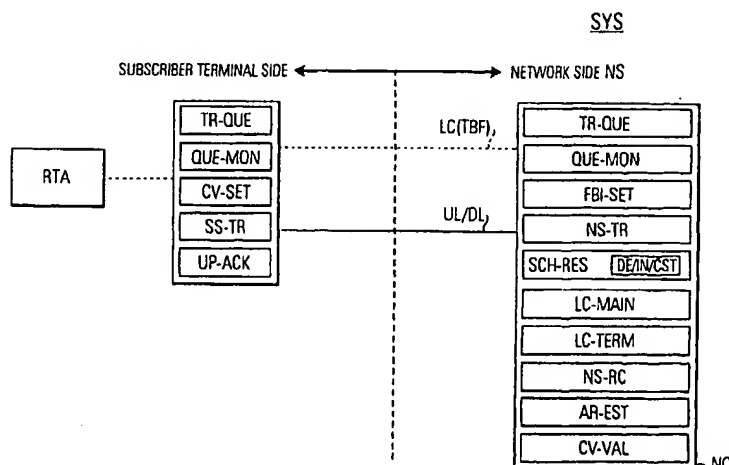 SYS
SUBSCRIBER TERMINAL SIDE
NETWORK SIDE NS
RTA
TR-QUE
QUE-MON
CV-SET
SS-TR
UP-ACK
LC(TBF)
UL/DL
TR-QUE
QUE-MON
FBI-SET
NS-TR
SCH-RES DE/IN/CST
LC-MAIN
LC-TERM
NS-RC
AR-EST
CV-VAL